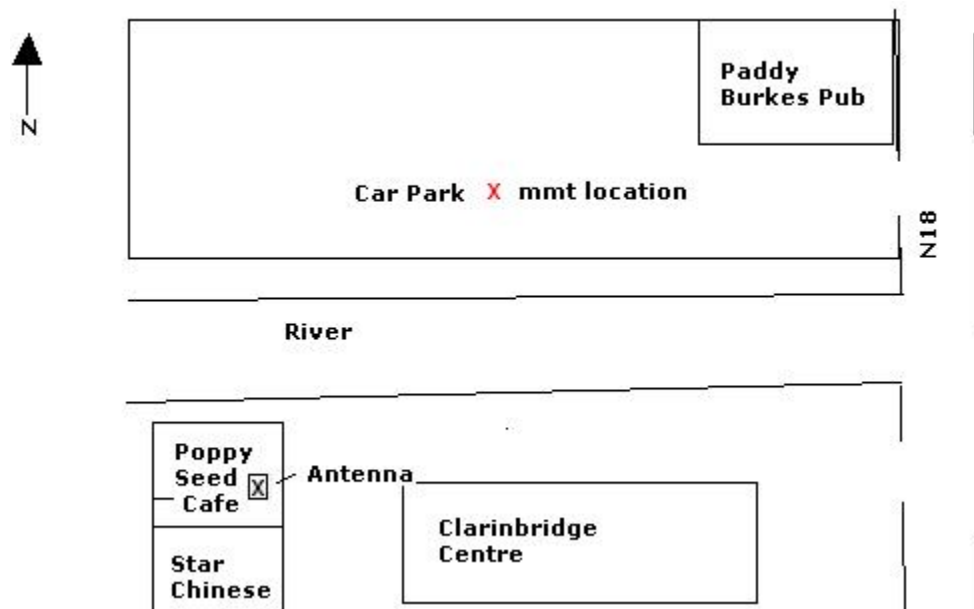 N
Paddy
Burkes Pub
Car Park X mmt location
N18
River
Poppy
Seed
Cafe
X
Antenna
Clarinbridge
Centre
Star
Chinese